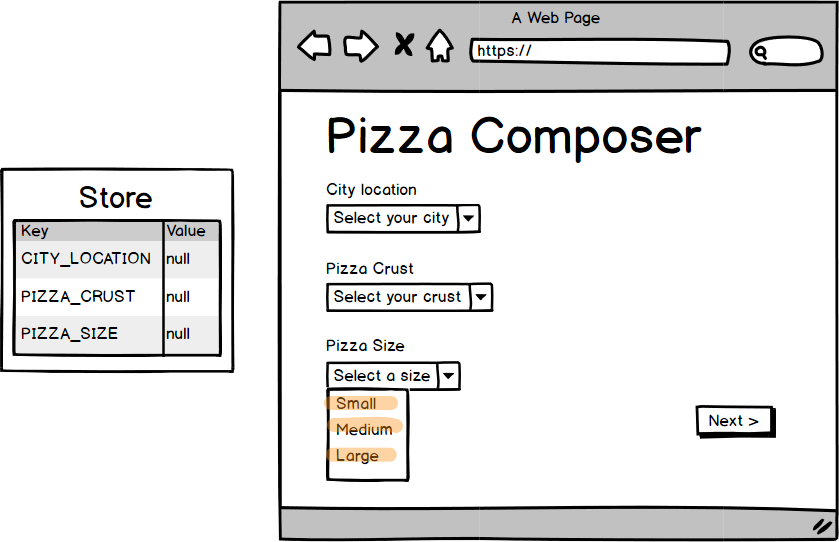 A Web Page
https://
Pizza Composer
Store
Key Value
CITY_LOCATION null
PIZZA_CRUST null
PIZZA_SIZE null
City location
Select your city
Pizza Crust
Select your crust
Pizza Size
Select a size
Small
Medium
Large
Next >